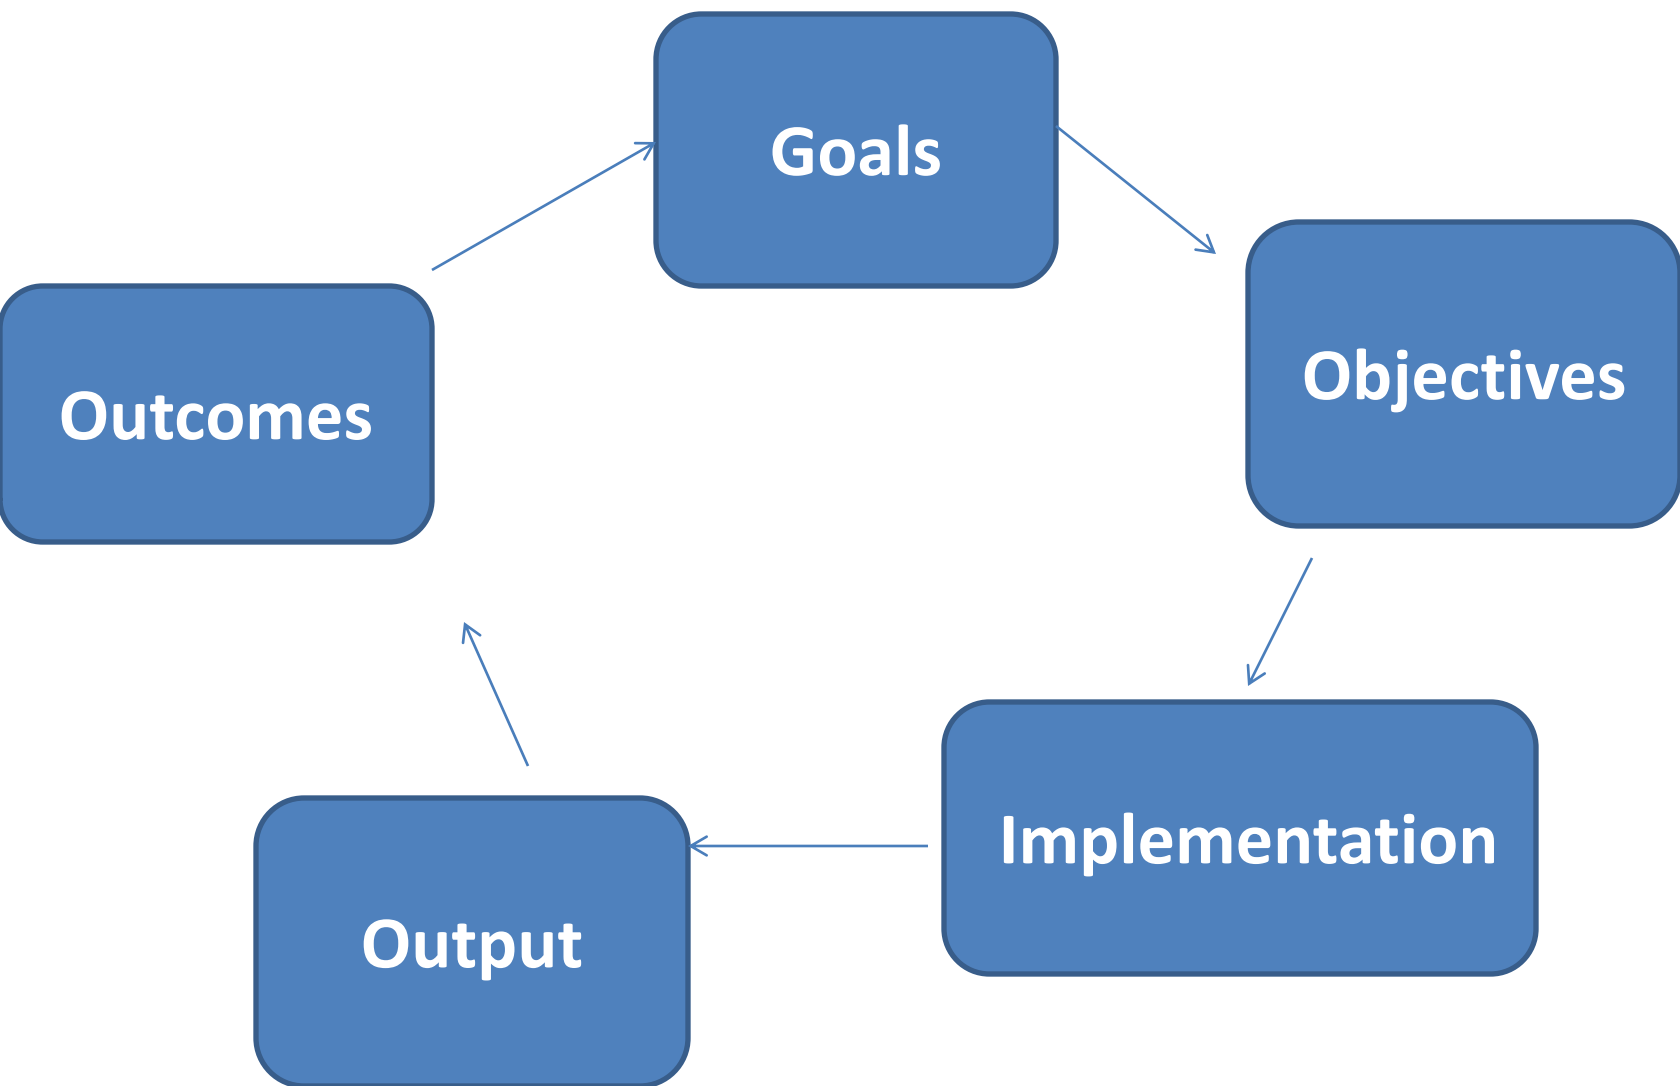 Goals
Objectives
Outcomes
Implementation
Output